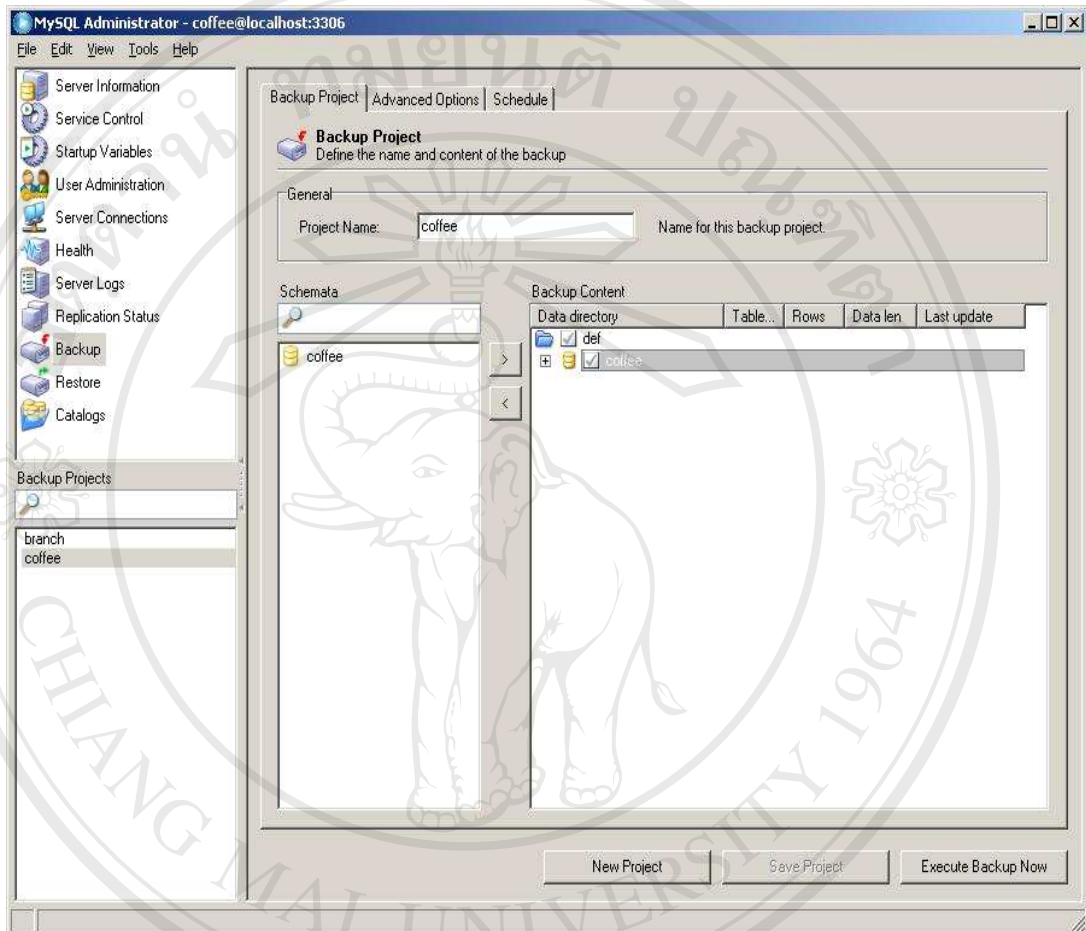 MySQL Administrator - coffee@localhost:3306
File Edit View Tools Help
Server Information
Service Control
Startup Variables
User Administration
Server Connections
Health
Server Logs
Replication Status
Backup
Restore
Catalogs
Backup Projects
branch
coffee
Backup Project Advanced Options Schedule
Backup Project
Define the name and content of the backup
General
Project Name: coffee Name for this backup project.
Schemata
coffee
>
<
Backup Content
Data directory Table... Rows Data len Last update
def
coffee
New Project Save Project Execute Backup Now
CHIANG MAI UNIVERSITY 1964